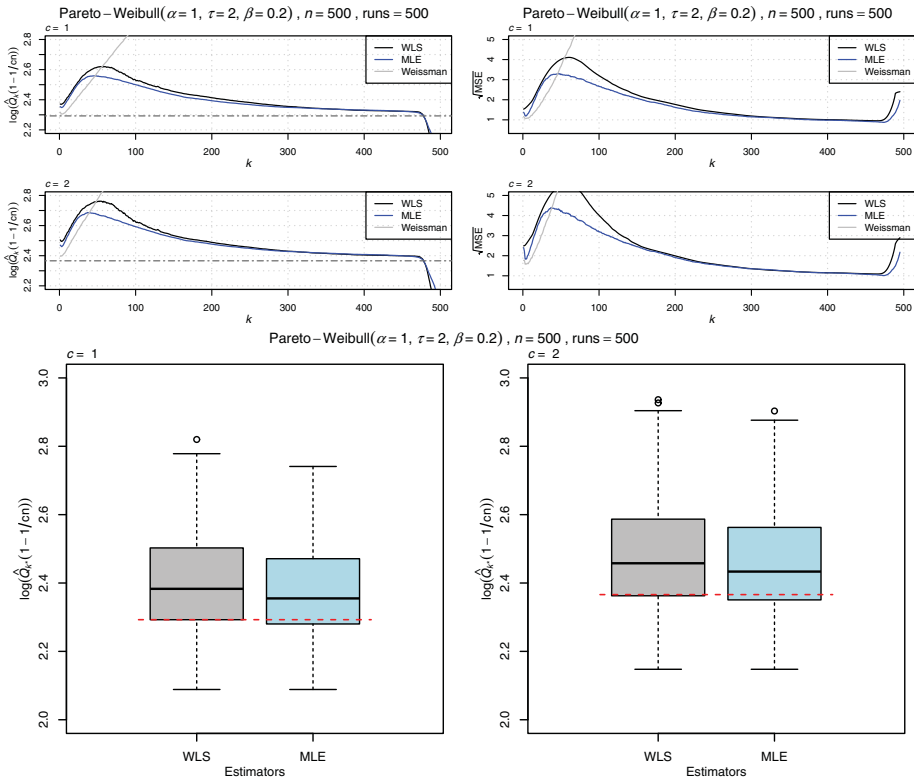 Pareto−Weibull(α = 1, τ = 2, β = 0.2) , n = 500 , runs = 500
c = 1
log(Q̂k(1−1/cn))
2.2 2.4 2.6 2.8
WLS
MLE
Weissman
0 100 200 300 400 500
k
c = 2
log(Q̂k(1−1/cn))
2.2 2.4 2.6 2.8
WLS
MLE
Weissman
0 100 200 300 400 500
k
Pareto−Weibull(α = 1, τ = 2, β = 0.2) , n = 500 , runs = 500
c = 1
√MSE
1 2 3 4 5
WLS
MLE
Weissman
0 100 200 300 400 500
k
c = 2
√MSE
1 2 3 4 5
WLS
MLE
Weissman
0 100 200 300 400 500
k
Pareto−Weibull(α = 1, τ = 2, β = 0.2) , n = 500 , runs = 500
c = 1
log(Q̂k*(1−1/cn))
2.0 2.2 2.4 2.6 2.8 3.0
WLS MLE
Estimators
c = 2
log(Q̂k*(1−1/cn))
2.0 2.2 2.4 2.6 2.8 3.0
WLS MLE
Estimators